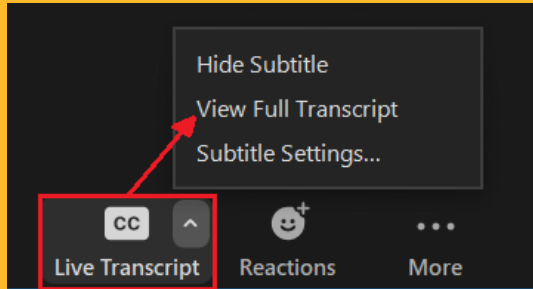 Hide Subtitle
View Full Transcript
Subtitle Settings...
CC
Live Transcript
Reactions
More